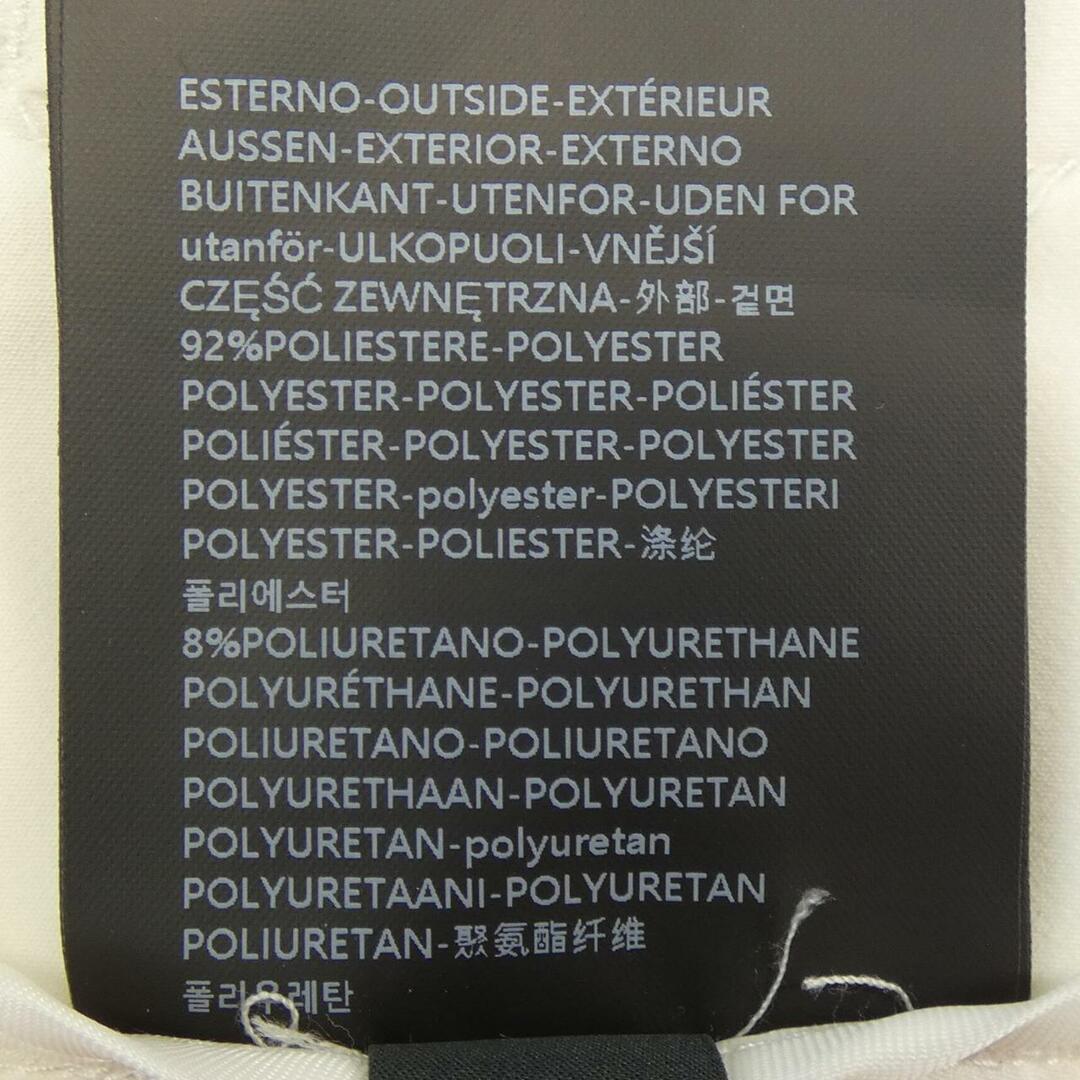 ESTERNO-OUTSIDE-EXTÉRIEUR
AUSSEN-EXTERIOR-EXTERNO
BUITENKANT-UTENFOR-UDEN FOR
utanför-ULKOPUOLI-VNĚJŠÍ
CZĘŚĆ ZEWNĘTRZNA-外部-겉면
92%POLIESTERE-POLYESTER
POLYESTER-POLYESTER-POLIÉSTER
POLIÉSTER-POLYESTER-POLYESTER
POLYESTER-polyester-POLYESTERI
POLYESTER-POLIESTER-涤纶
폴리에스터
8%POLIURETANO-POLYURETHANE
POLYURÉTHANE-POLYURETHAN
POLIURETANO-POLIURETANO
POLYURETHAAN-POLYURETAN
POLYURETAN-polyuretan
POLYURETAANI-POLYURETAN
POLIURETAN-聚氨酯纤维
폴리우레탄